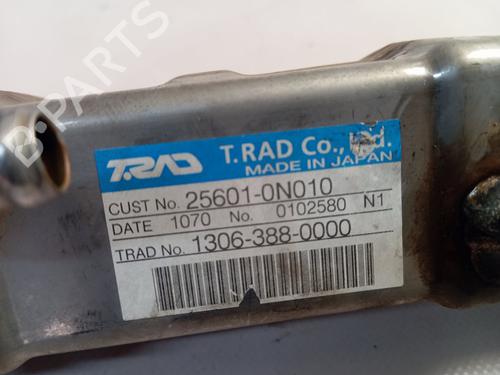 B-PARTS
T.RAD
T.RAD Co., Ltd.
MADE IN JAPAN
CUST No. 25601-0N010
DATE 1070 No. 0102580 N1
TRAD No. 1306-388-0000